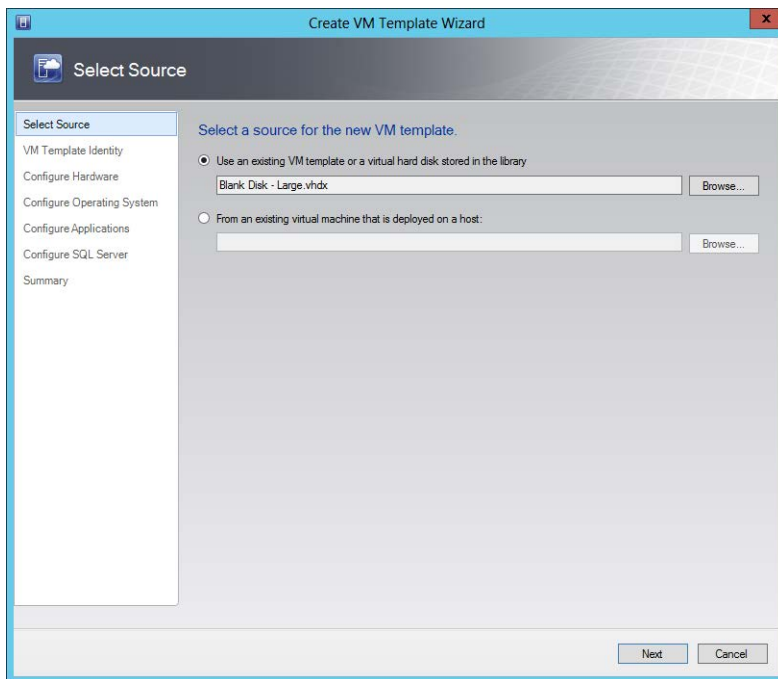 Create VM Template Wizard
x
Select Source
Select Source
VM Template Identity
Configure Hardware
Configure Operating System
Configure Applications
Configure SQL Server
Summary
Select a source for the new VM template.
Use an existing VM template or a virtual hard disk stored in the library
Blank Disk - Large.vhdx
Browse...
From an existing virtual machine that is deployed on a host:
Browse...
Next
Cancel